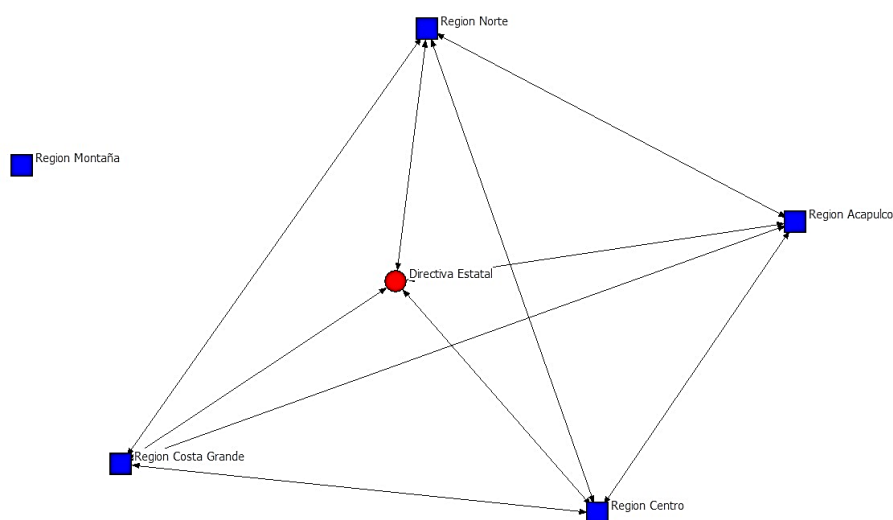 Region Norte
Region Montaña
Region Acapulco
Directiva Estatal
Region Costa Grande
Region Centro